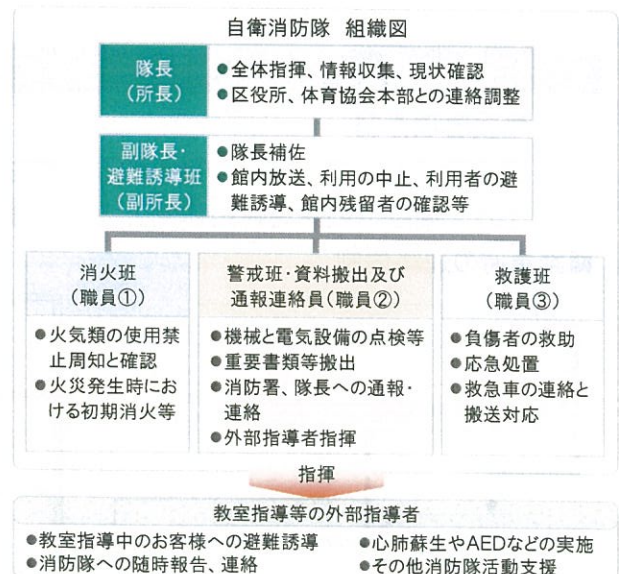 自衛消防隊 組織図
隊長
(所長)
●全体指揮、情報収集、現状確認
●区役所、体育協会本部との連絡調整
副隊長・
避難誘導班
(副所長)
●隊長補佐
●館内放送、利用の中止、利用者の避
難誘導、館内残留者の確認等
消火班
(職員①)
●火気類の使用禁
止周知と確認
●火災発生時にお
ける初期消火等
警戒班・資料搬出及び
通報連絡員(職員②)
●機械と電気設備の点検等
●重要書類等搬出
●消防署、隊長への通報・
連絡
●外部指導者指揮
救護班
(職員③)
●負傷者の救助
●応急処置
●救急車の連絡と
搬送対応
指揮
教室指導等の外部指導者
●教室指導中のお客様への避難誘導
●消防隊への随時報告、連絡
●心肺蘇生やAEDなどの実施
●その他消防隊活動支援